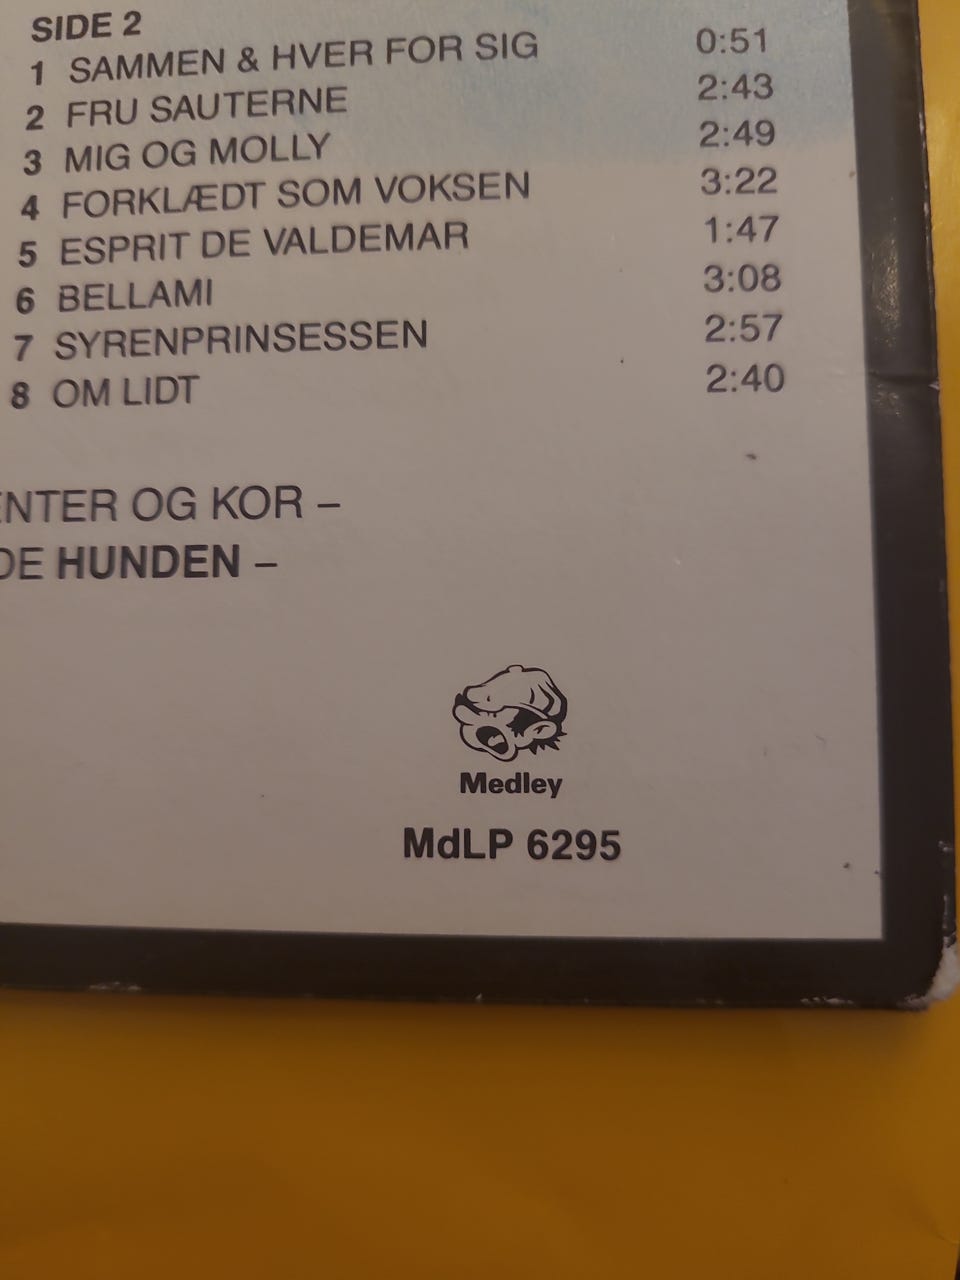 SIDE 2
1 SAMMEN & HVER FOR SIG 0:51
2 FRU SAUTERNE 2:43
3 MIG OG MOLLY 2:49
4 FORKLÆDT SOM VOKSEN 3:22
5 ESPRIT DE VALDEMAR 1:47
6 BELLAMI 3:08
7 SYRENPRINSESSEN 2:57
8 OM LIDT 2:40
ENTER OG KOR –
DE HUNDEN –
Medley
MdLP 6295